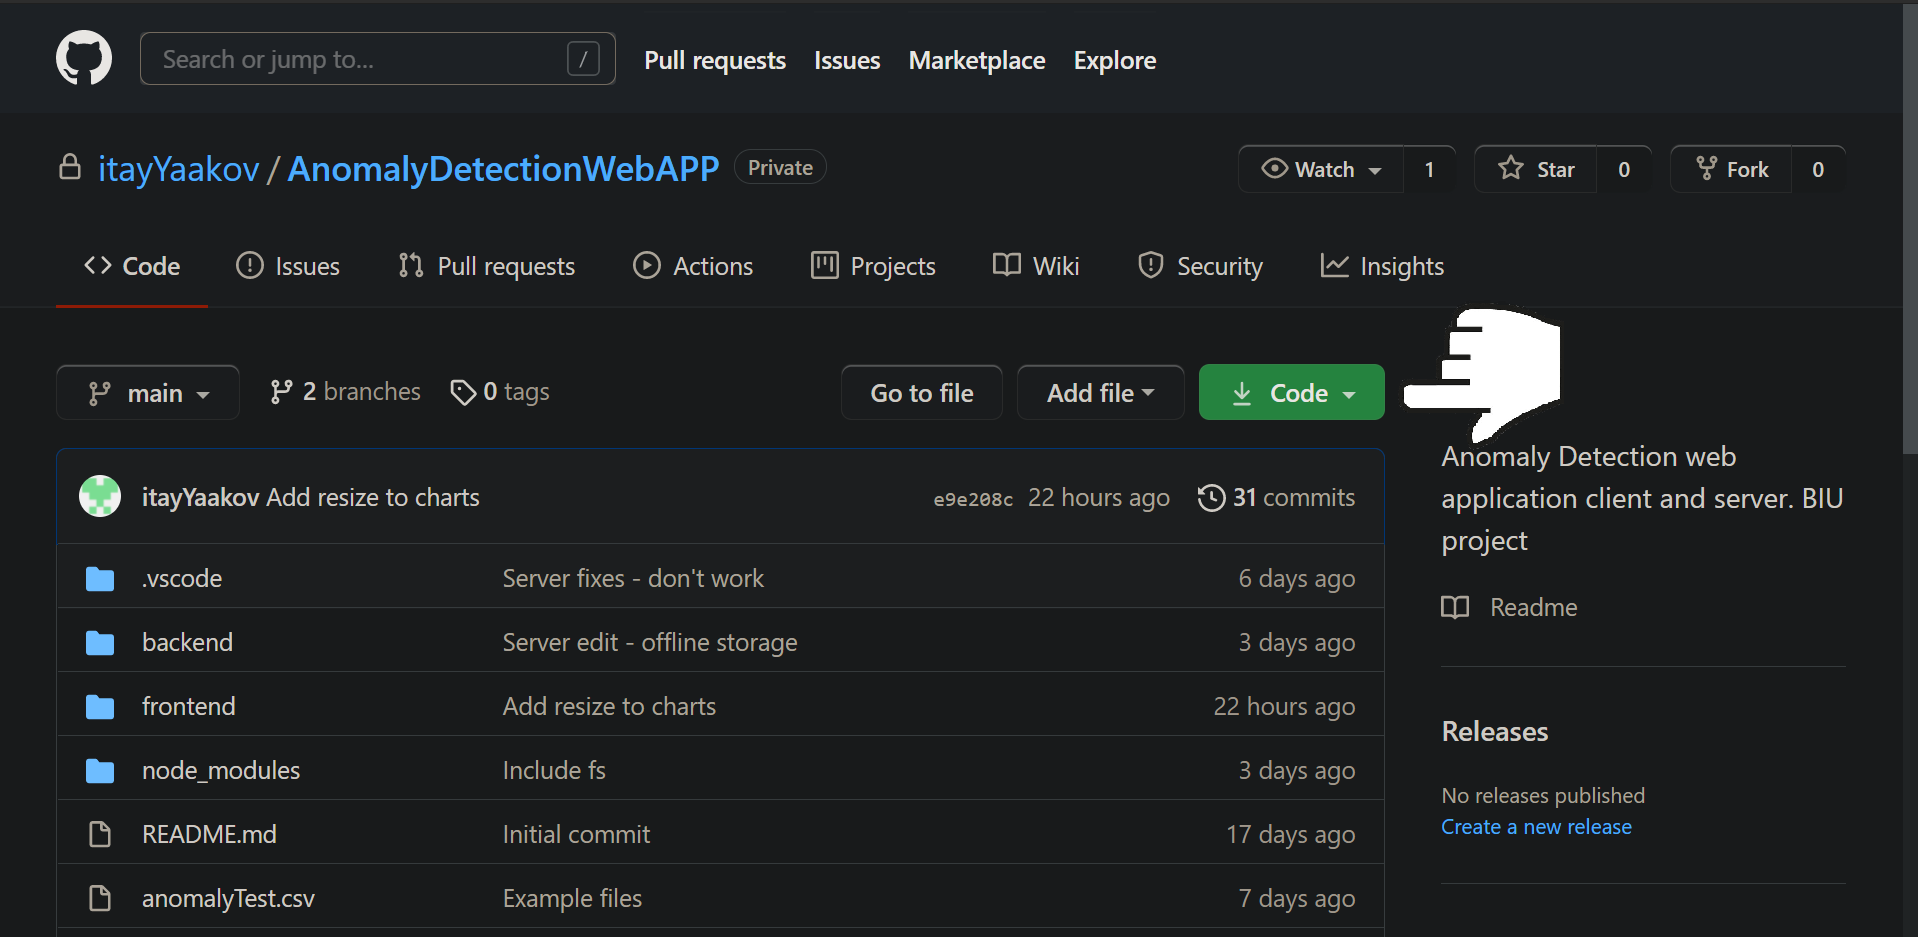 Search or jump to... /
Pull requests Issues Marketplace Explore
itayYaakov / AnomalyDetectionWebAPP Private
Watch 1 Star 0 Fork 0
Code Issues Pull requests Actions Projects Wiki Security Insights
main 2 branches 0 tags Go to file Add file Code
itayYaakov Add resize to charts e9e208c 22 hours ago 31 commits
.vscode Server fixes - don't work 6 days ago
backend Server edit - offline storage 3 days ago
frontend Add resize to charts 22 hours ago
node_modules Include fs 3 days ago
README.md Initial commit 17 days ago
anomalyTest.csv Example files 7 days ago
Anomaly Detection web
application client and server. BIU
project
Readme
Releases
No releases published
Create a new release